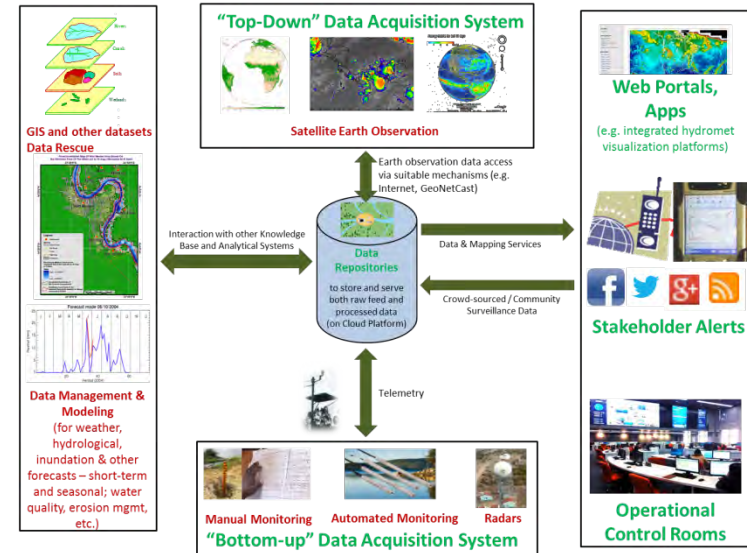 "Top-Down" Data Acquisition System
Satellite Earth Observation
GIS and other datasets
Data Rescue
Data Management &
Modeling
(for weather,
hydrological,
inundation & other
forecasts – short-term
and seasonal; water
quality, erosion mgmt,
etc.)
Earth observation data access
via suitable mechanisms (e.g.
Internet, GeoNetCast)
Interaction with other Knowledge
Base and Analytical Systems
Data
Repositories
to store and serve
both raw feed and
processed data
(on Cloud Platform)
Data & Mapping Services
Crowd-sourced / Community
Surveillance Data
Telemetry
Manual Monitoring
Automated Monitoring
Radars
"Bottom-up" Data Acquisition System
Web Portals,
Apps
(e.g. integrated hydromet
visualization platforms)
Stakeholder Alerts
Operational
Control Rooms